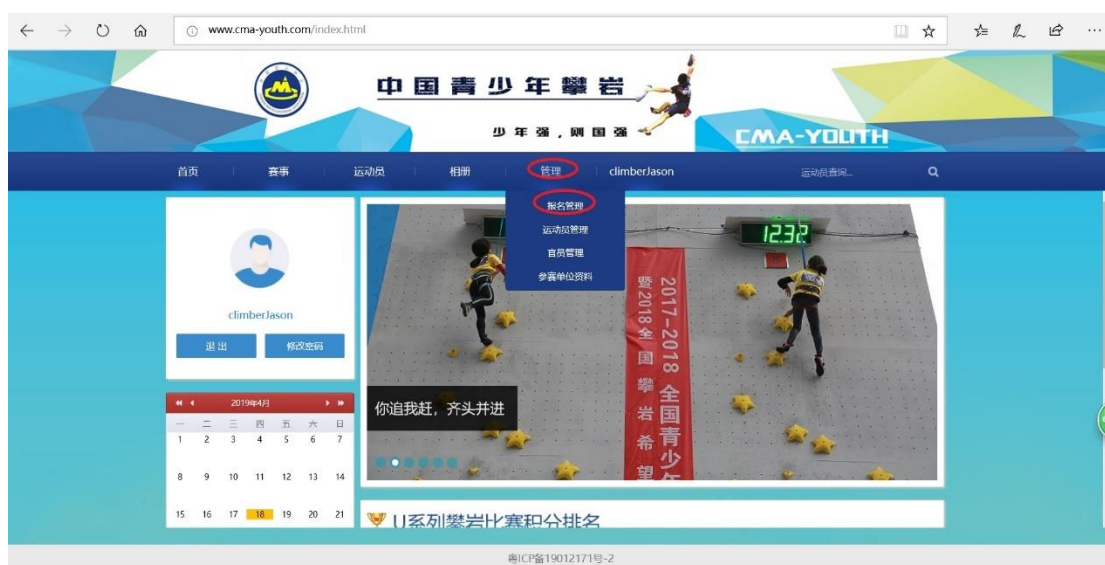 www.cma-youth.com/index.html
中国青少年攀岩
少年强，则国强
CMA-YOUTH
首页 赛事 运动员 相册 管理 climberJason 运动员查询...
报名管理
运动员管理
官员管理
参赛单位资料
climberJason
退出 修改密码
2019年4月
一 二 三 四 五 六 日
1 2 3 4 5 6 7
8 9 10 11 12 13 14
15 16 17 18 19 20 21
12.32
2017-2018 全国青少年
暨2018全国攀岩希望
你追我赶，齐头并进
U系列攀岩比赛积分排名
粤ICP备19012171号-2